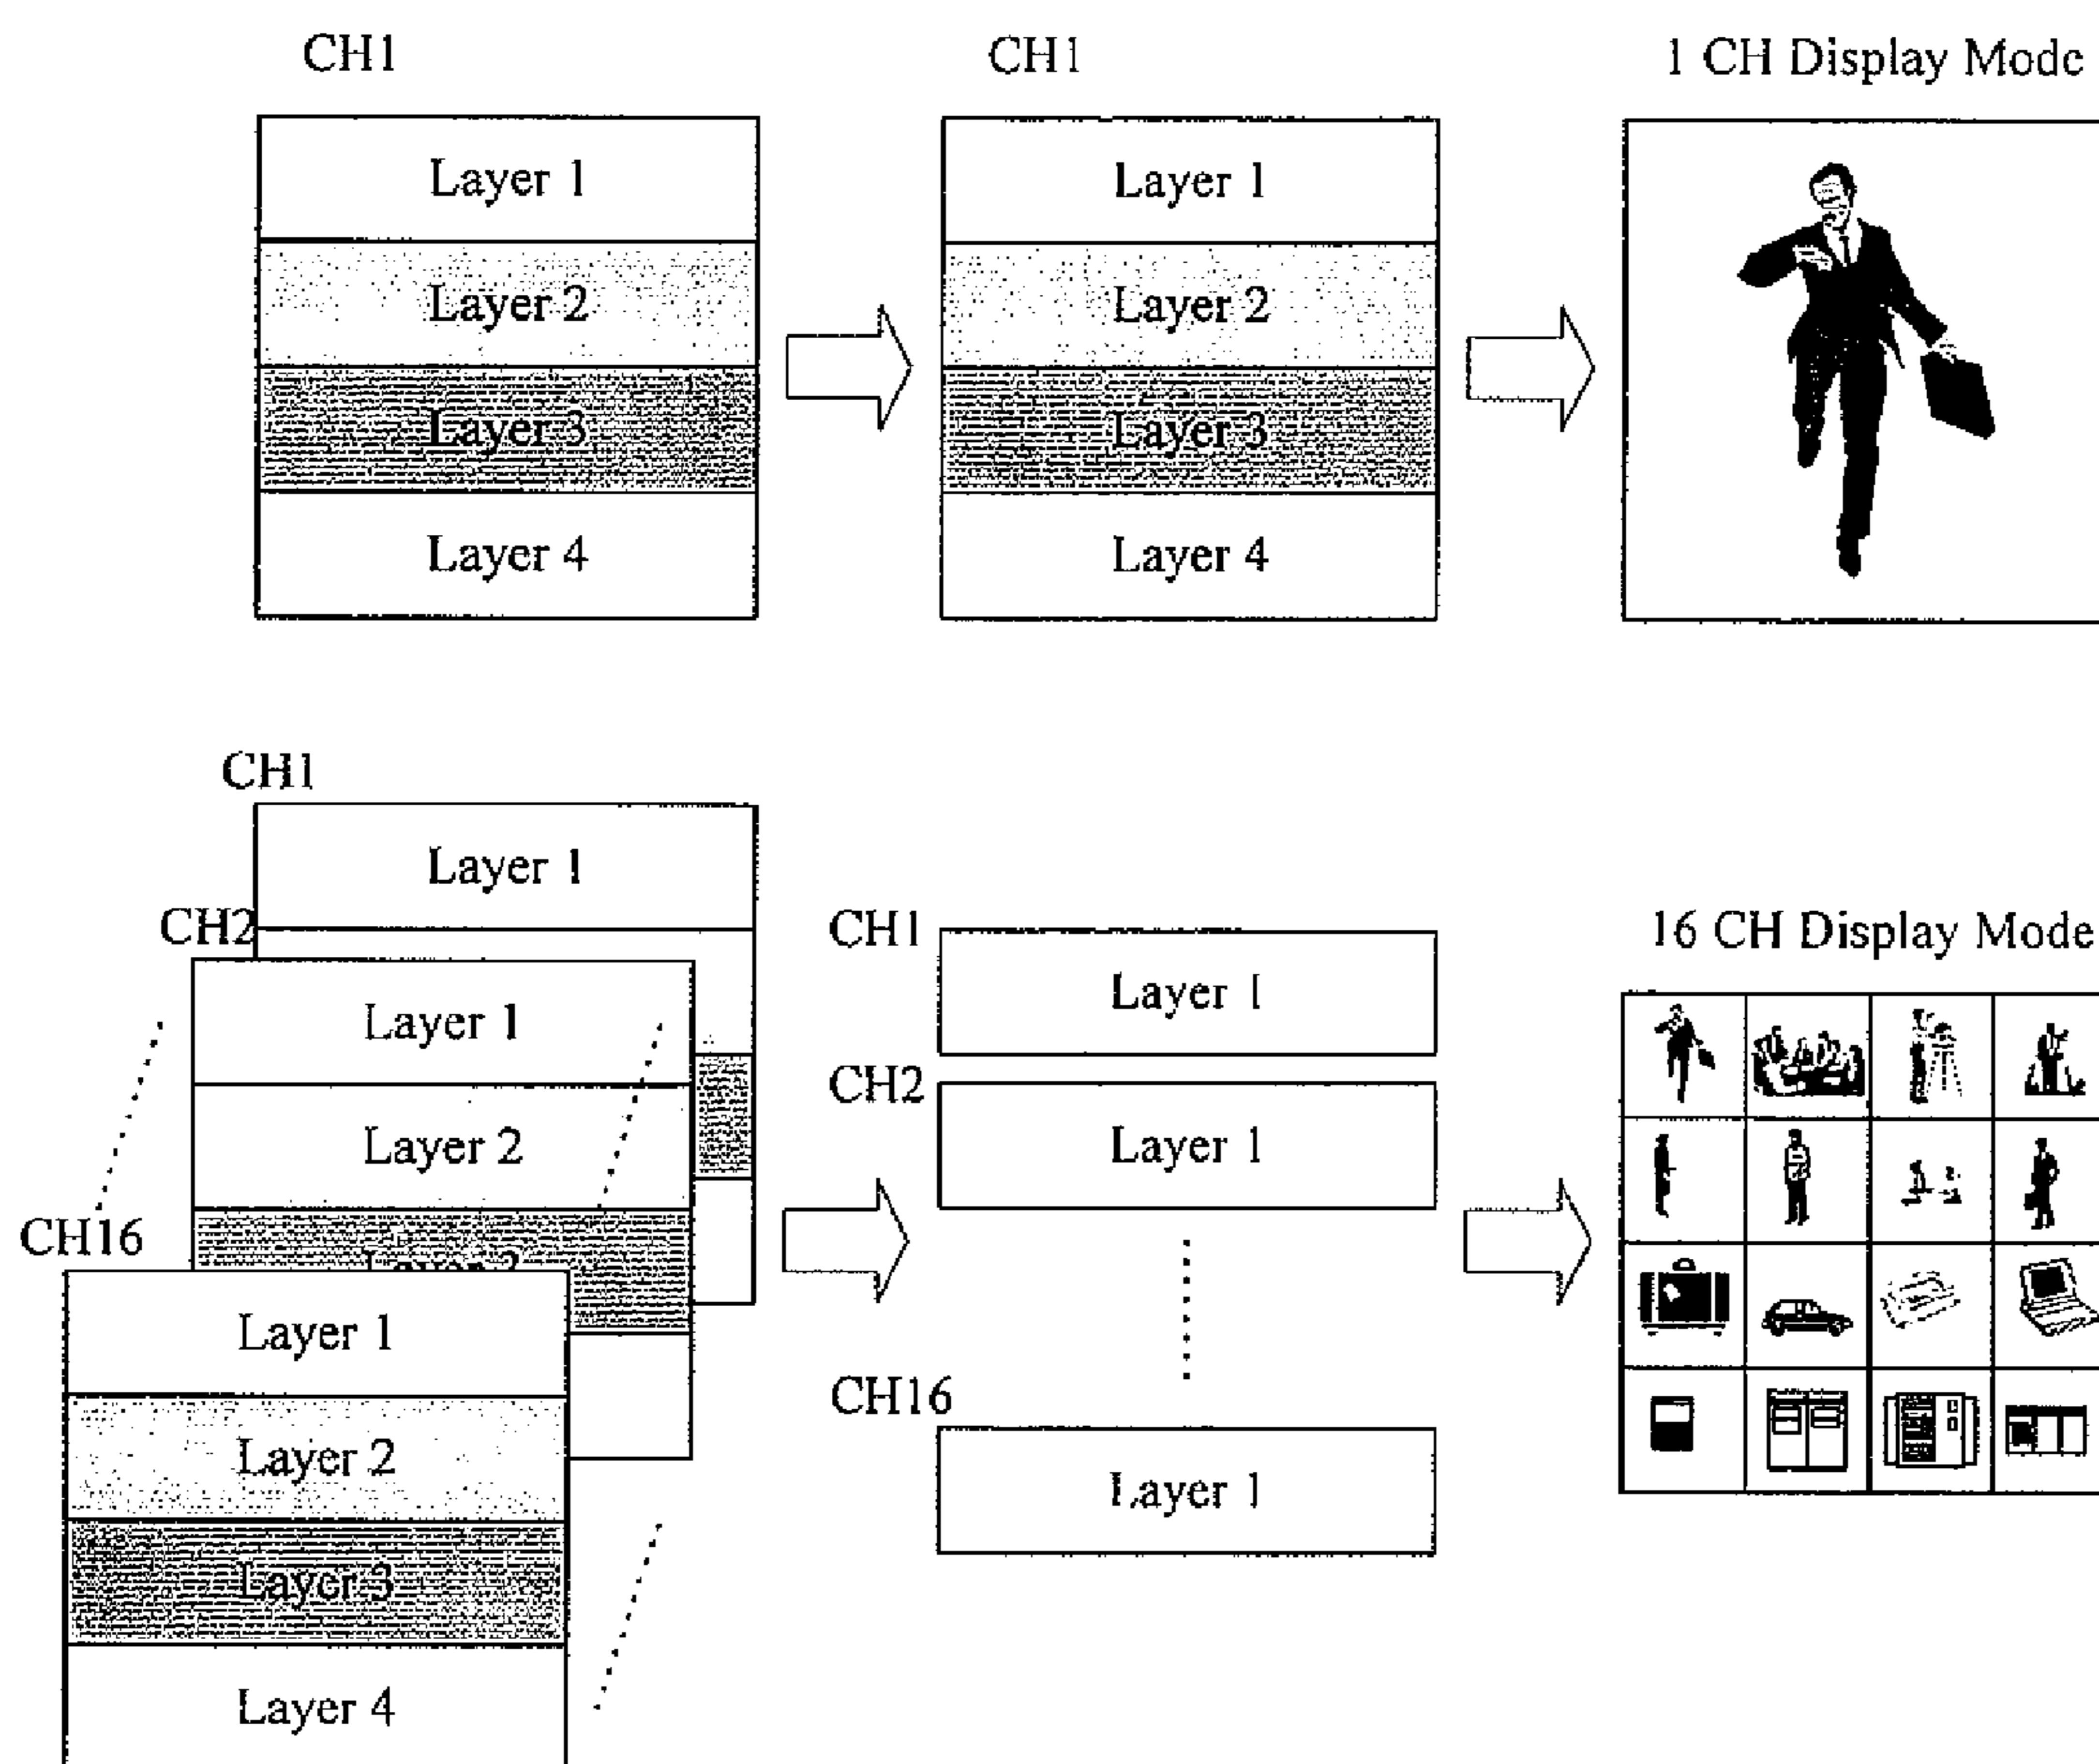 CH1
CH1
1 CH Display Mode
Layer 1
Layer 2
Layer 3
Layer 4
Layer 1
Layer 2
Layer 3
Layer 4
CH1
Layer 1
CH2
Layer 1
Layer 2
CH16
Layer 1
Layer 2
Layer 3
Layer 4
CH1
Layer 1
CH2
Layer 1
CH16
Layer 1
16 CH Display Mode